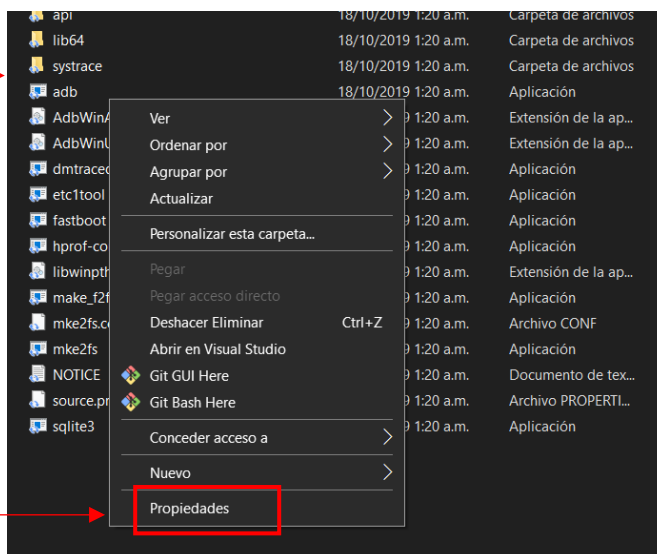 api 18/10/2019 1:20 a.m. Carpeta de archivos
lib64 18/10/2019 1:20 a.m. Carpeta de archivos
systrace 18/10/2019 1:20 a.m. Carpeta de archivos
adb 18/10/2019 1:20 a.m. Aplicación
AdbWinA 9 1:20 a.m. Extensión de la ap...
AdbWinU 9 1:20 a.m. Extensión de la ap...
dmtraced 9 1:20 a.m. Aplicación
etc1tool 9 1:20 a.m. Aplicación
fastboot 9 1:20 a.m. Aplicación
hprof-co 9 1:20 a.m. Aplicación
libwinpth 9 1:20 a.m. Extensión de la ap...
make_f2f 9 1:20 a.m. Aplicación
mke2fs.co 9 1:20 a.m. Archivo CONF
mke2fs 9 1:20 a.m. Aplicación
NOTICE 9 1:20 a.m. Documento de tex...
source.pr 9 1:20 a.m. Archivo PROPERTI...
sqlite3 9 1:20 a.m. Aplicación
Ver
Ordenar por
Agrupar por
Actualizar
Personalizar esta carpeta...
Pegar
Pegar acceso directo
Deshacer Eliminar Ctrl+Z
Abrir en Visual Studio
Git GUI Here
Git Bash Here
Conceder acceso a
Nuevo
Propiedades